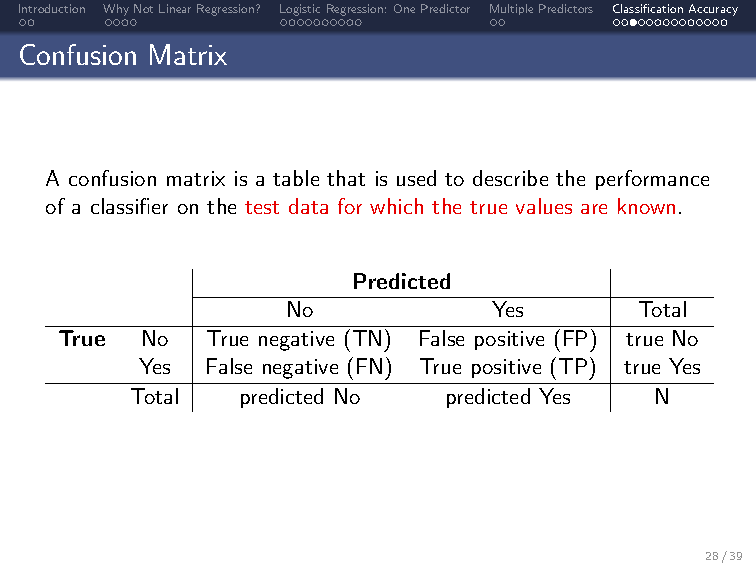 Introduction Why Not Linear Regression? Logistic Regression: One Predictor Multiple Predictors Classification Accuracy
Confusion Matrix
A confusion matrix is a table that is used to describe the performance
of a classifier on the test data for which the true values are known.
Predicted
No Yes Total
True No True negative (TN) False positive (FP) true No
Yes False negative (FN) True positive (TP) true Yes
Total predicted No predicted Yes N
28 / 39